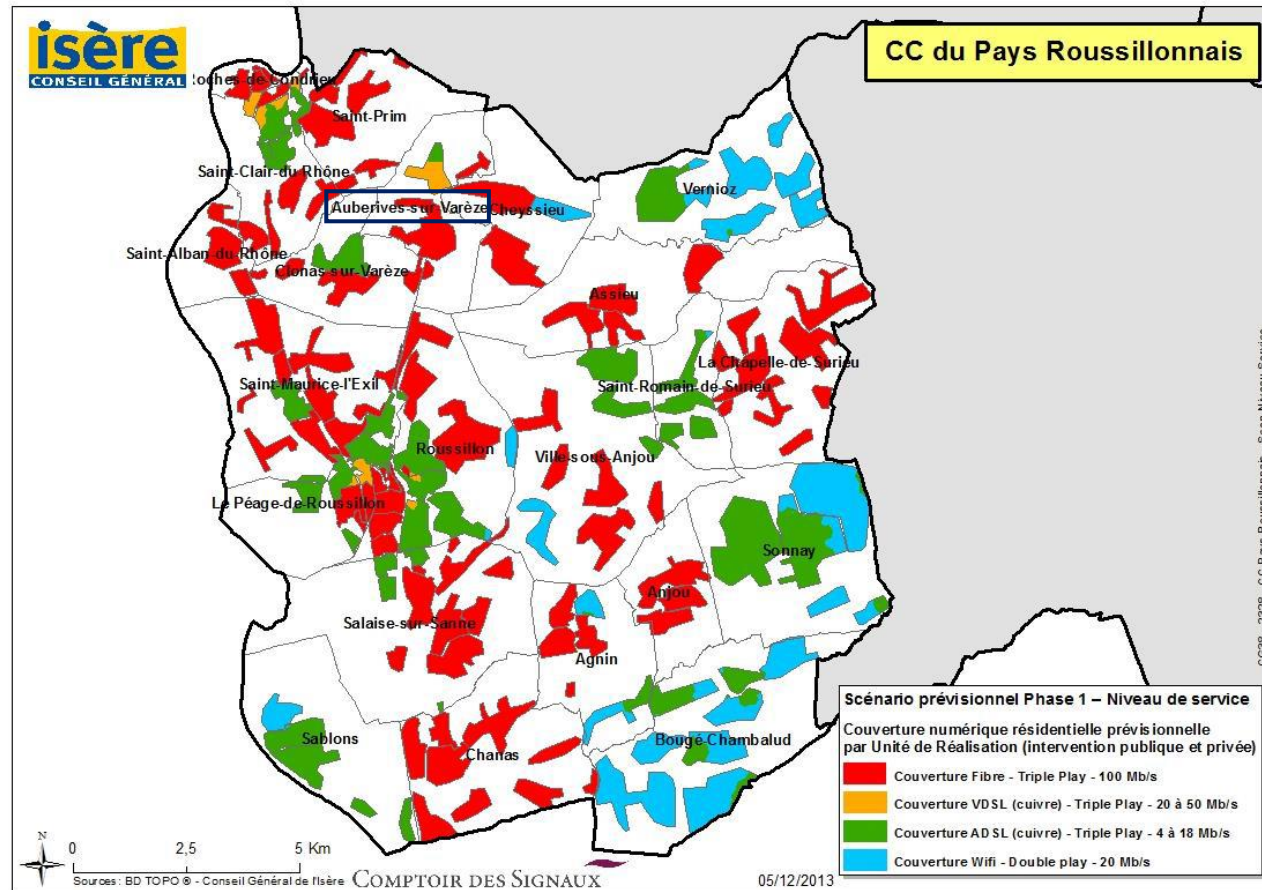 isère
CONSEIL GÉNÉRAL
CC du Pays Roussillonnais
Roches-de-Condrieu
Saint-Prim
Saint-Clair-du Rhône
Vernioz
Auberives-sur-Varèze
Cheyssieu
Saint-Alban-du-Rhône
Clonas-sur-Varèze
Assieu
La Chapelle-de-Surieu
Saint-Maurice-l'Exil
Saint-Romain-de-Surieu
Roussillon
Ville-sous-Anjou
Le Péage-de-Roussillon
Sonnay
Anjou
Salaise-sur-Sanne
Agnin
Sablons
Chanas
Bougé-Chambalud
Scénario prévisionnel Phase 1 – Niveau de service
Couverture numérique résidentielle prévisionnelle
par Unité de Réalisation (intervention publique et privée)
Couverture Fibre - Triple Play - 100 Mb/s
Couverture VDSL (cuivre) - Triple Play - 20 à 50 Mb/s
Couverture ADSL (cuivre) - Triple Play - 4 à 18 Mb/s
Couverture Wifi - Double play - 20 Mb/s
N
0 2,5 5 Km
Sources : BD TOPO ® - Conseil Général de l'Isère
COMPTOIR DES SIGNAUX
05/12/2013